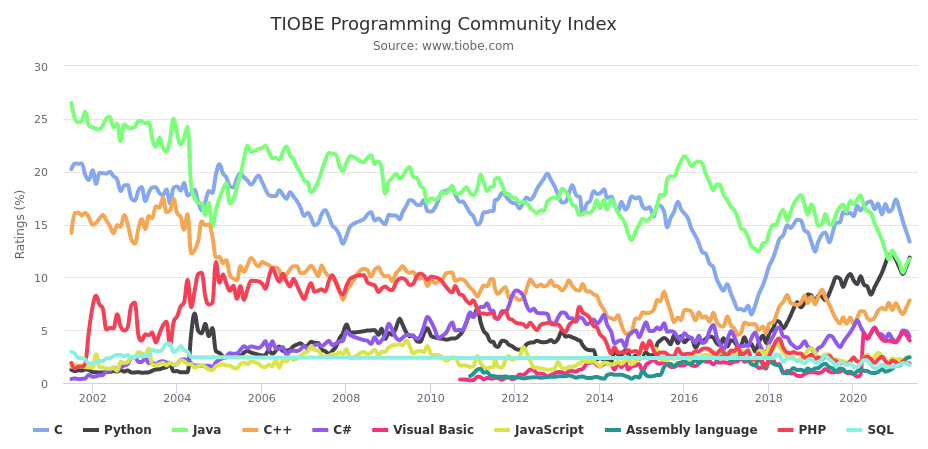 TIOBE Programming Community Index
Source: www.tiobe.com
Ratings (%)
30
25
20
15
10
5
0
2002 2004 2006 2008 2010 2012 2014 2016 2018 2020
C Python Java C++ C# Visual Basic JavaScript Assembly language PHP SQL